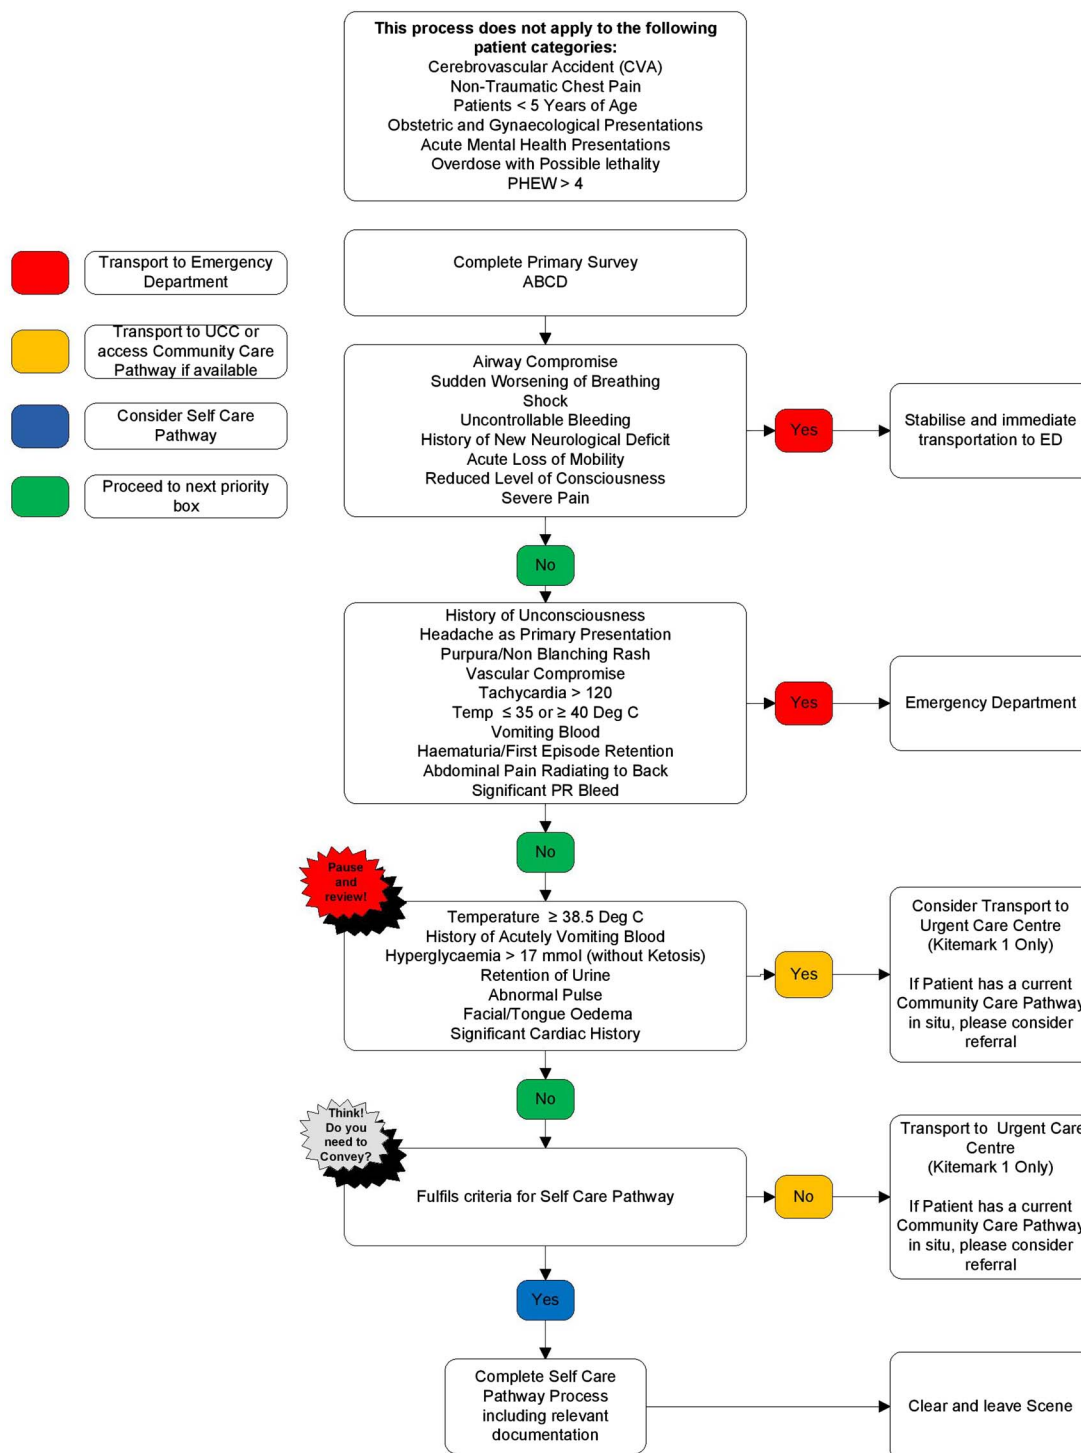 This process does not apply to the following
patient categories:
Cerebrovascular Accident (CVA)
Non-Traumatic Chest Pain
Patients < 5 Years of Age
Obstetric and Gynaecological Presentations
Acute Mental Health Presentations
Overdose with Possible lethality
PHEW > 4
Transport to Emergency
Department
Transport to UCC or
access Community Care
Pathway if available
Consider Self Care
Pathway
Proceed to next priority
box
Complete Primary Survey
ABCD
Airway Compromise
Sudden Worsening of Breathing
Shock
Uncontrollable Bleeding
History of New Neurological Deficit
Acute Loss of Mobility
Reduced Level of Consciousness
Severe Pain
Yes
Stabilise and immediate
transportation to ED
No
History of Unconsciousness
Headache as Primary Presentation
Purpura/Non Blanching Rash
Vascular Compromise
Tachycardia > 120
Temp ≤ 35 or ≥ 40 Deg C
Vomiting Blood
Haematuria/First Episode Retention
Abdominal Pain Radiating to Back
Significant PR Bleed
Yes
Emergency Department
No
Pause
and
review!
Temperature ≥ 38.5 Deg C
History of Acutely Vomiting Blood
Hyperglycaemia > 17 mmol (without Ketosis)
Retention of Urine
Abnormal Pulse
Facial/Tongue Oedema
Significant Cardiac History
Yes
Consider Transport to
Urgent Care Centre
(Kitemark 1 Only)
If Patient has a current
Community Care Pathway
in situ, please consider
referral
No
Think!
Do you
need to
Convey?
Fulfils criteria for Self Care Pathway
No
Transport to Urgent Care
Centre
(Kitemark 1 Only)
If Patient has a current
Community Care Pathway
in situ, please consider
referral
Yes
Complete Self Care
Pathway Process
including relevant
documentation
Clear and leave Scene